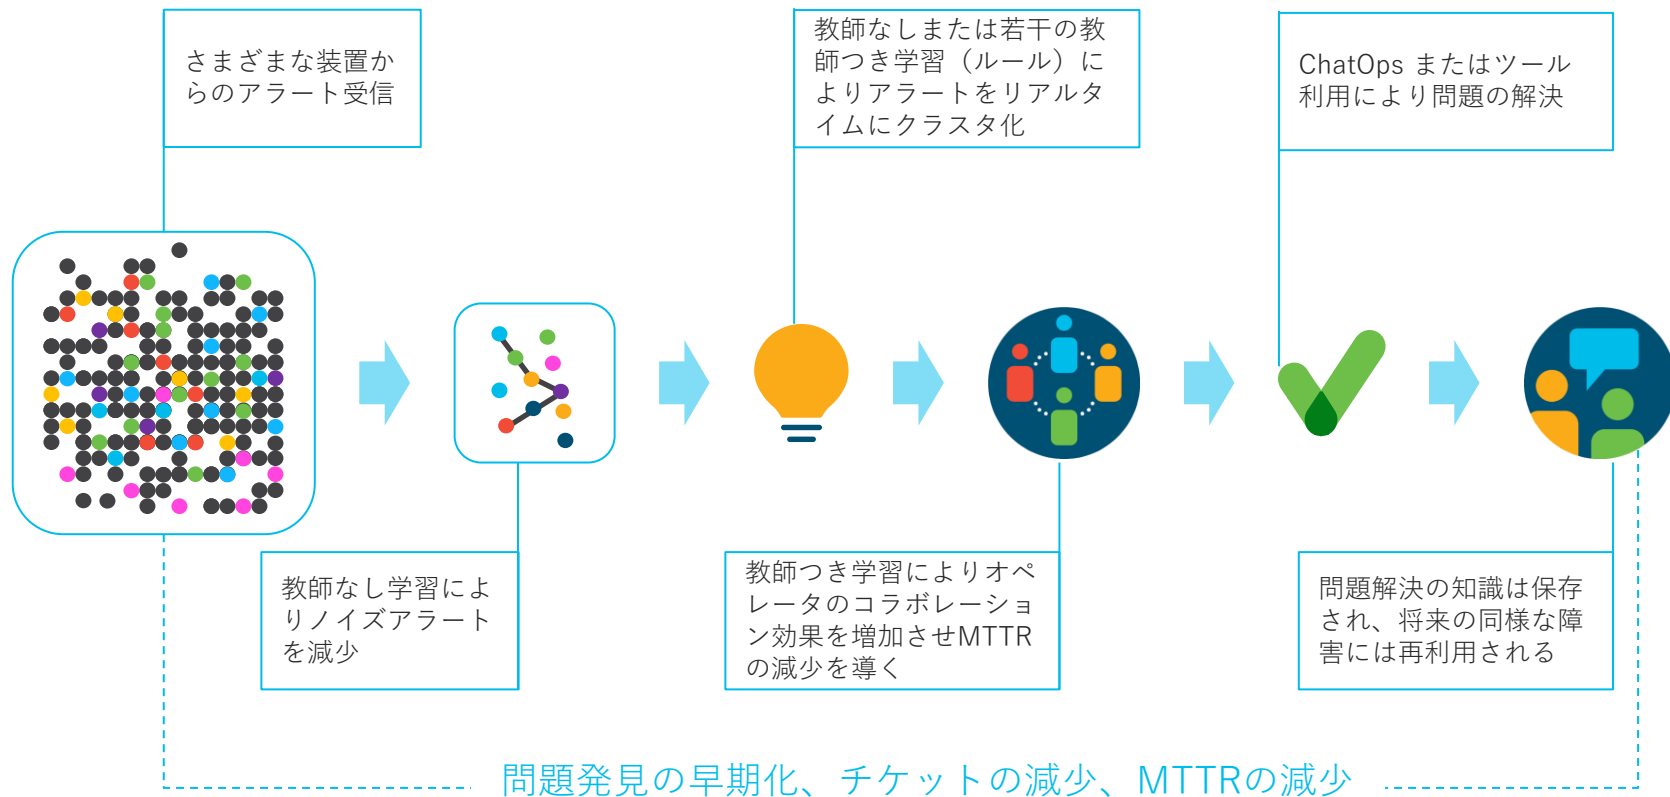 さまざまな装置か
らのアラート受信
教師なしまたは若干の教
師つき学習（ルール）に
よりアラートをリアルタ
イムにクラスタ化
ChatOps またはツール
利用により問題の解決
教師なし学習によ
りノイズアラート
を減少
教師つき学習によりオペ
レータのコラボレーショ
ン効果を増加させMTTR
の減少を導く
問題解決の知識は保存
され、将来の同様な障
害には再利用される
問題発見の早期化、チケットの減少、MTTRの減少